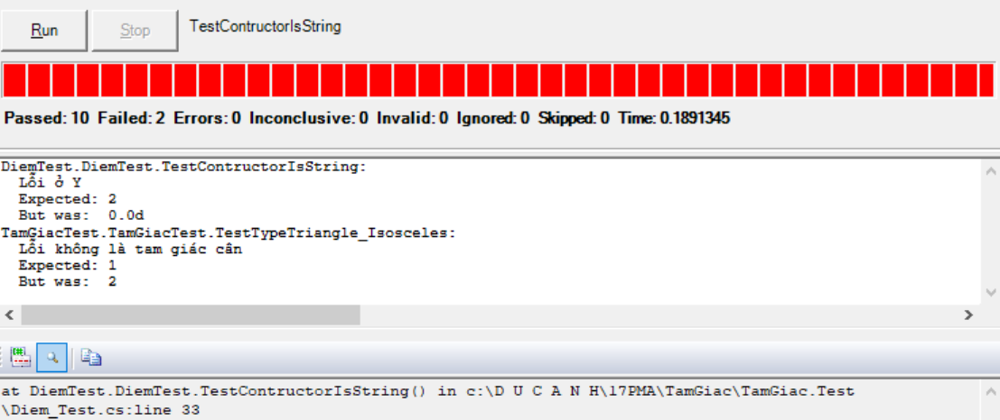 Run Stop TestContructorIsString
Passed: 10 Failed: 2 Errors: 0 Inconclusive: 0 Invalid: 0 Ignored: 0 Skipped: 0 Time: 0.1891345
DiemTest.DiemTest.TestContructorIsString:
Lỗi ở Y
Expected: 2
But was: 0.0d
TamGiacTest.TamGiacTest.TestTypeTriangle_Isosceles:
Lỗi không là tam giác cân
Expected: 1
But was: 2
at DiemTest.DiemTest.TestContructorIsString() in c:\D U C A N H\17PMA\TamGiac\TamGiac.Test
\Diem_Test.cs:line 33